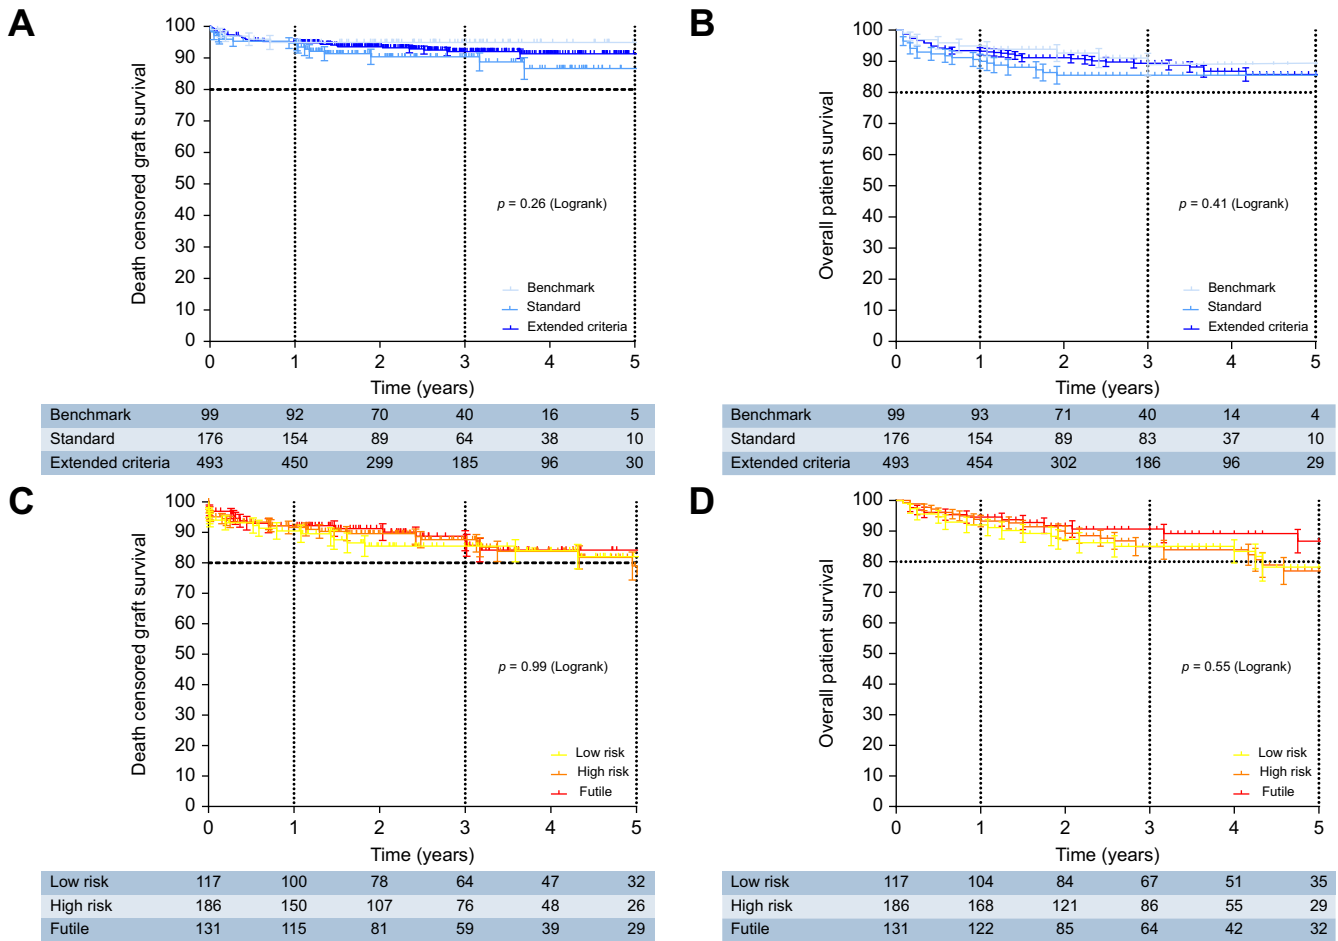 A
Death censored graft survival
100
90
80
70
60
50
40
30
20
10
0
p = 0.26 (Logrank)
Benchmark
Standard
Extended criteria
0 1 2 3 4 5
Time (years)
Benchmark 99 92 70 40 16 5
Standard 176 154 89 64 38 10
Extended criteria 493 450 299 185 96 30
B
Overall patient survival
100
90
80
70
60
50
40
30
20
10
0
p = 0.41 (Logrank)
Benchmark
Standard
Extended criteria
0 1 2 3 4 5
Time (years)
Benchmark 99 93 71 40 14 4
Standard 176 154 89 83 37 10
Extended criteria 493 454 302 186 96 29
C
Death censored graft survival
100
90
80
70
60
50
40
30
20
10
0
p = 0.99 (Logrank)
Low risk
High risk
Futile
0 1 2 3 4 5
Time (years)
Low risk 117 100 78 64 47 32
High risk 186 150 107 76 48 26
Futile 131 115 81 59 39 29
D
Overall patient survival
100
90
80
70
60
50
40
30
20
10
0
p = 0.55 (Logrank)
Low risk
High risk
Futile
0 1 2 3 4 5
Time (years)
Low risk 117 104 84 67 51 35
High risk 186 168 121 86 55 29
Futile 131 122 85 64 42 32